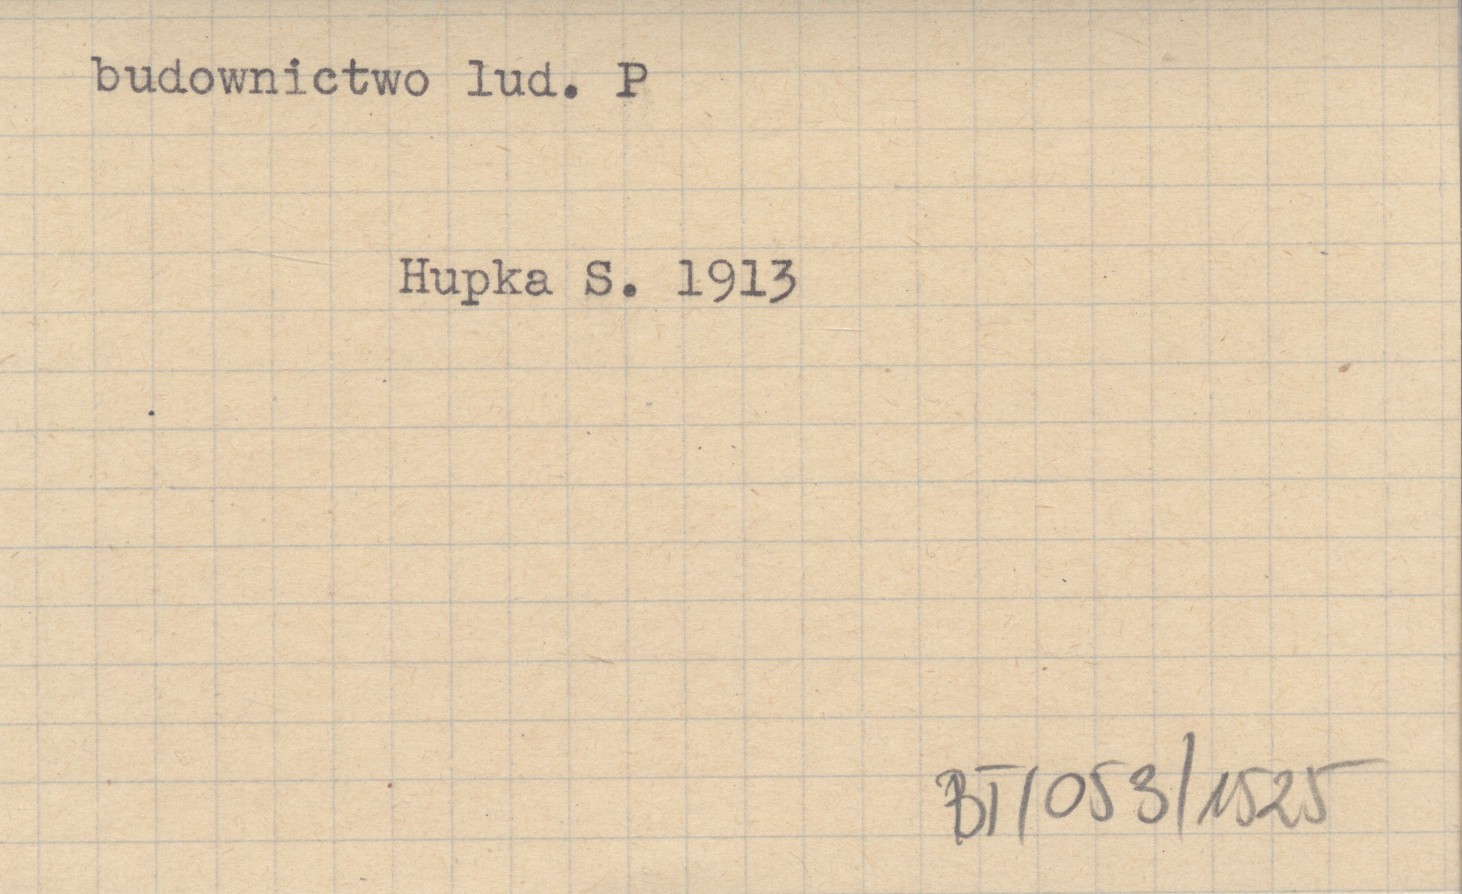 budownictwo lud. P
Hupka S. 1913
BT/053/1525